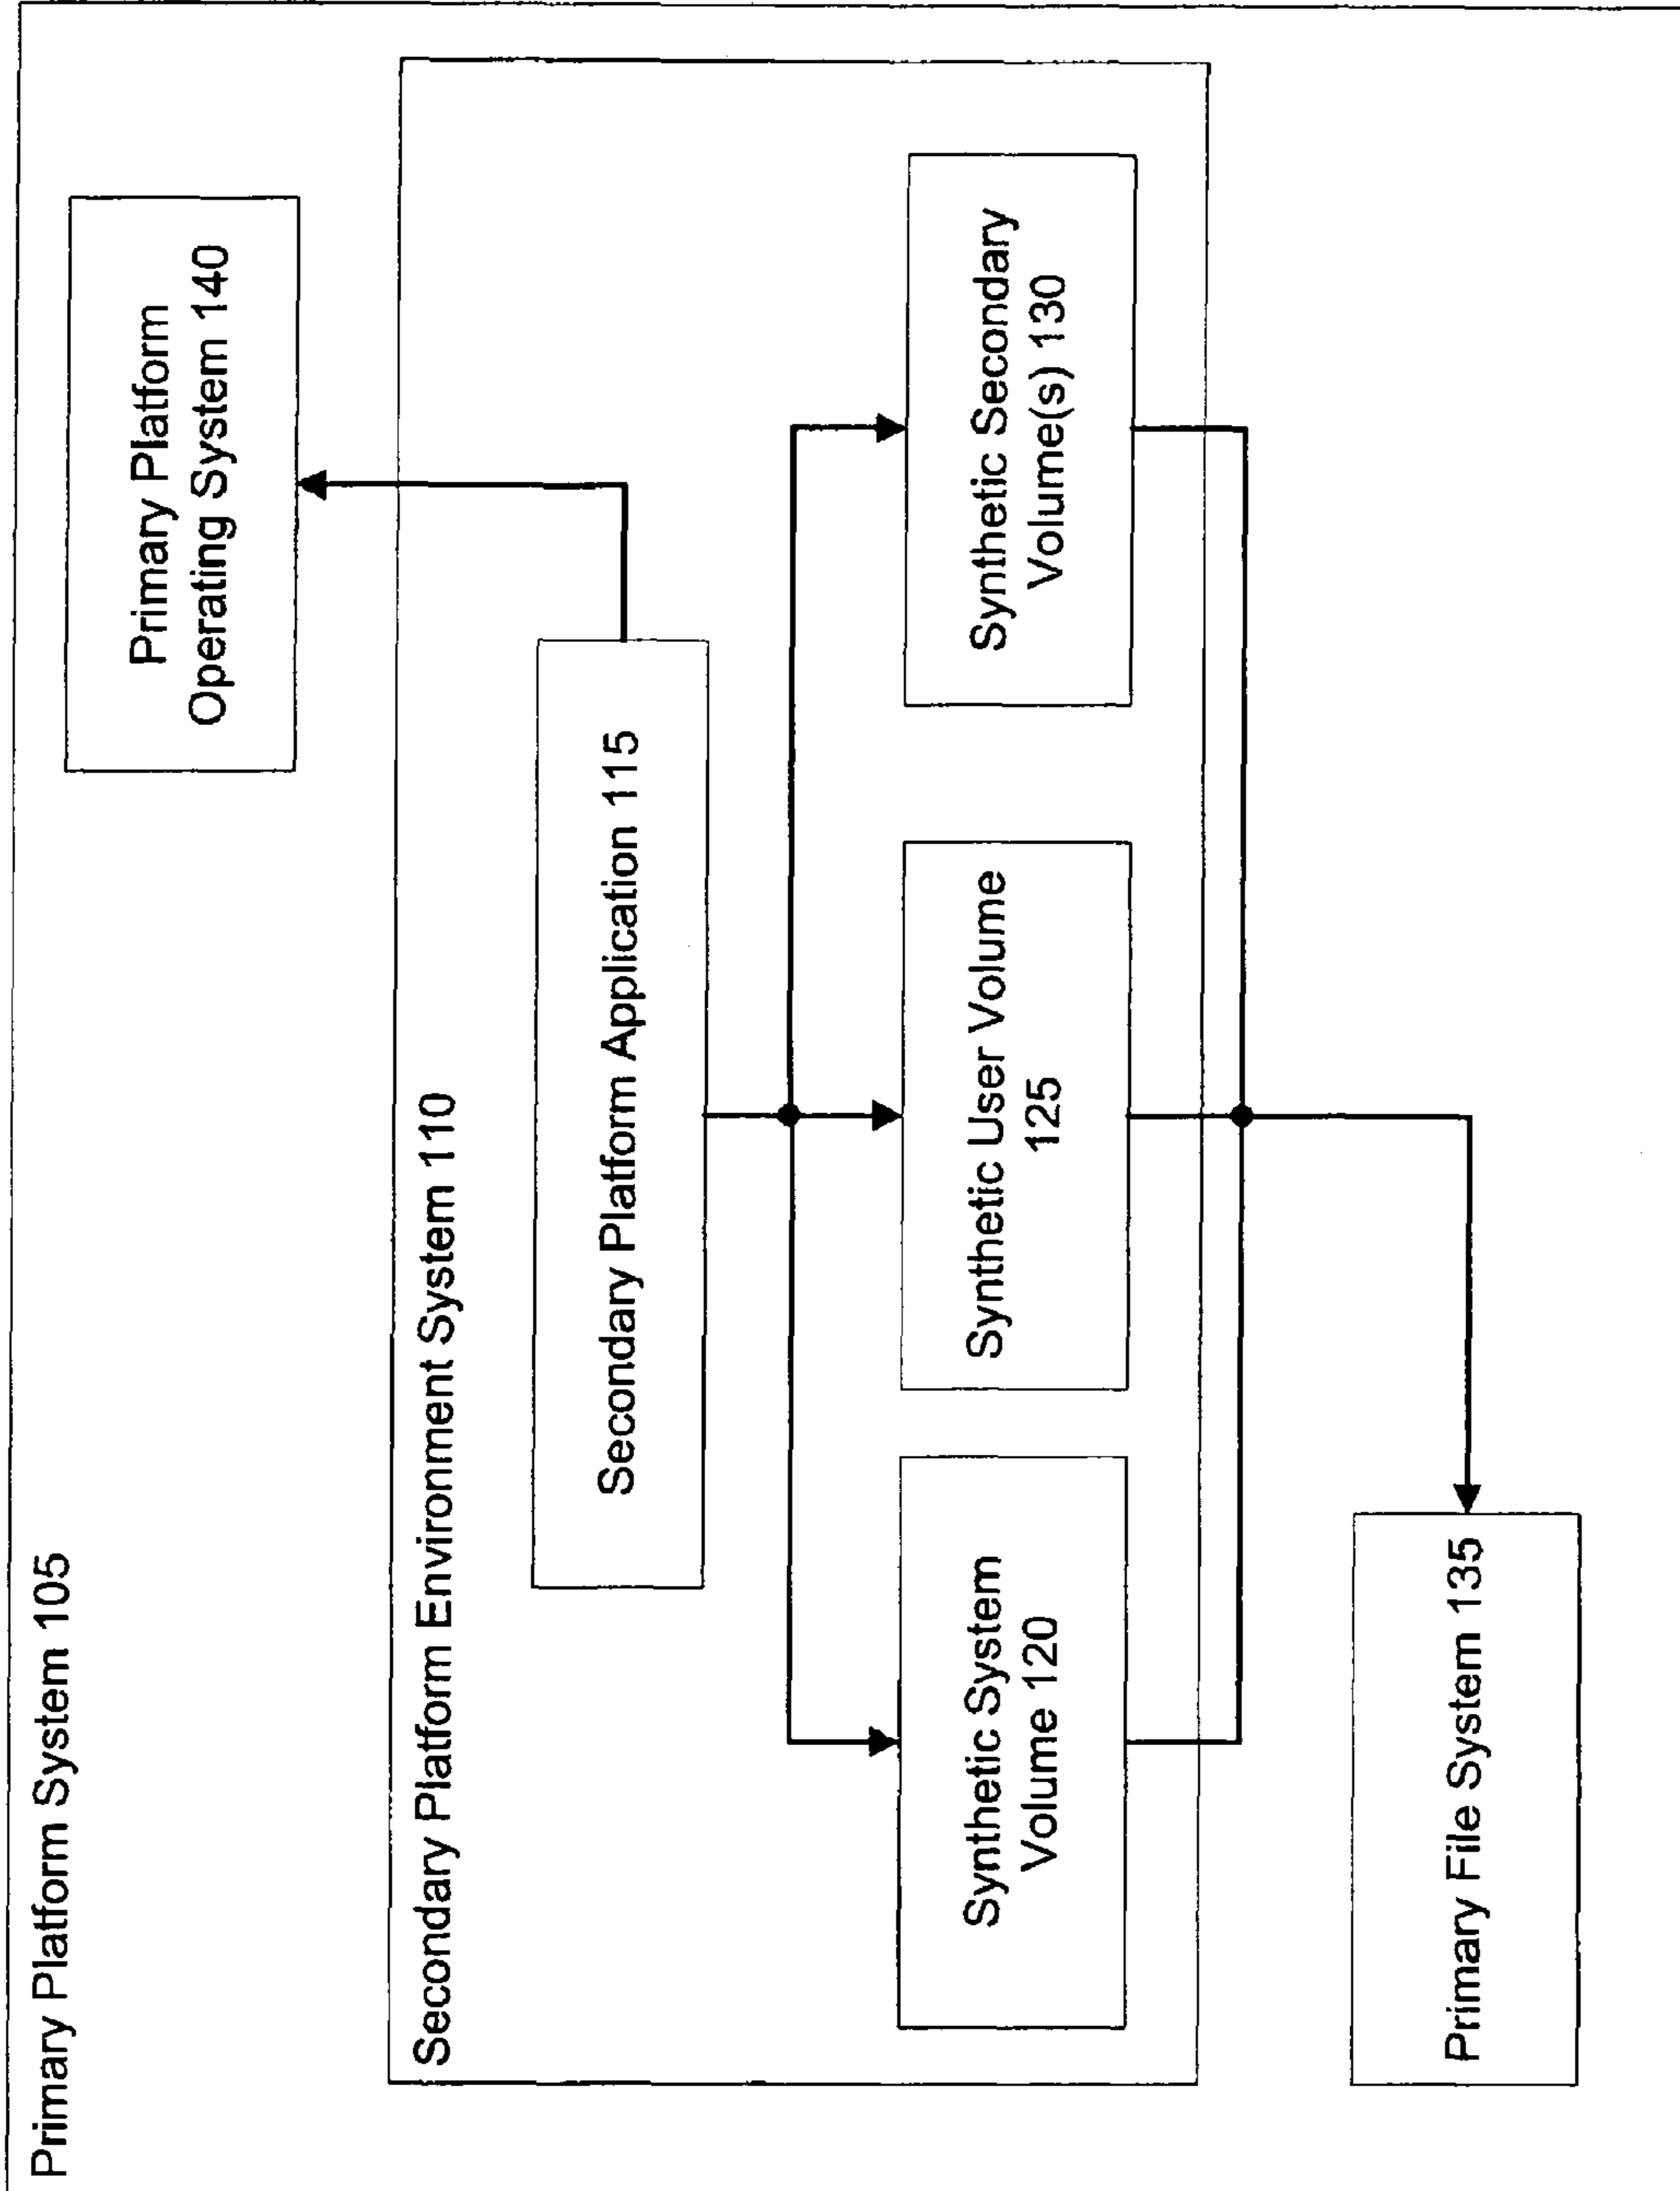 Primary Platform System 105
Primary Platform
Operating System 140
Secondary Platform Environment System 110
Secondary Platform Application 115
Synthetic System
Volume 120
Synthetic User Volume
125
Synthetic Secondary
Volume(s) 130
Primary File System 135